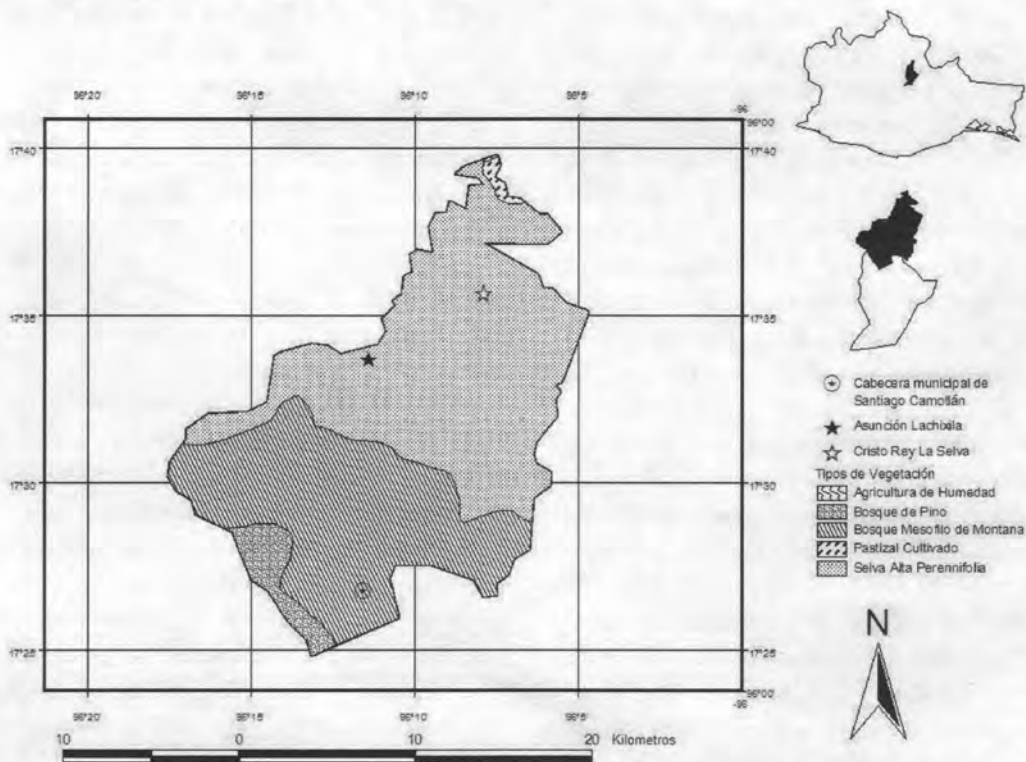 96°20 96°15 96°10 96°5 -96
96°00
17°40 17°40
17°35 17°35
17°30 17°30
17°25 17°25
96°00
96°20 96°15 96°10 96°5 -96
10 0 10 20 Kilometros
Cabecera municipal de
Santiago Camotlán
Asunción Lachixila
Cristo Rey La Selva
Tipos de Vegetación
Agricultura de Humedad
Bosque de Pino
Bosque Mesofilo de Montana
Pastizal Cultivado
Selva Alta Perennifolia
N